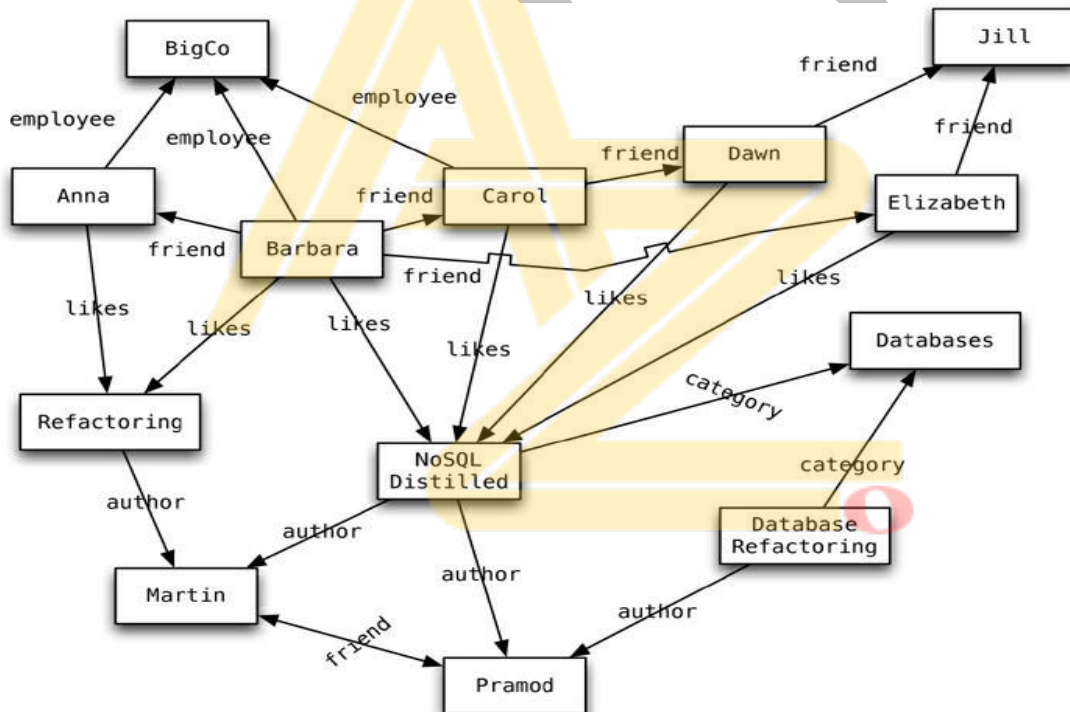 BigCo
Jill
friend
employee
employee
friend
employee
friend
Dawn
Anna
friend
Carol
Elizabeth
friend
Barbara
friend
likes
likes
likes
likes
likes
likes
Databases
category
Refactoring
NoSQL
Distilled
category
author
author
Database
Refactoring
author
Martin
author
friend
Pramod